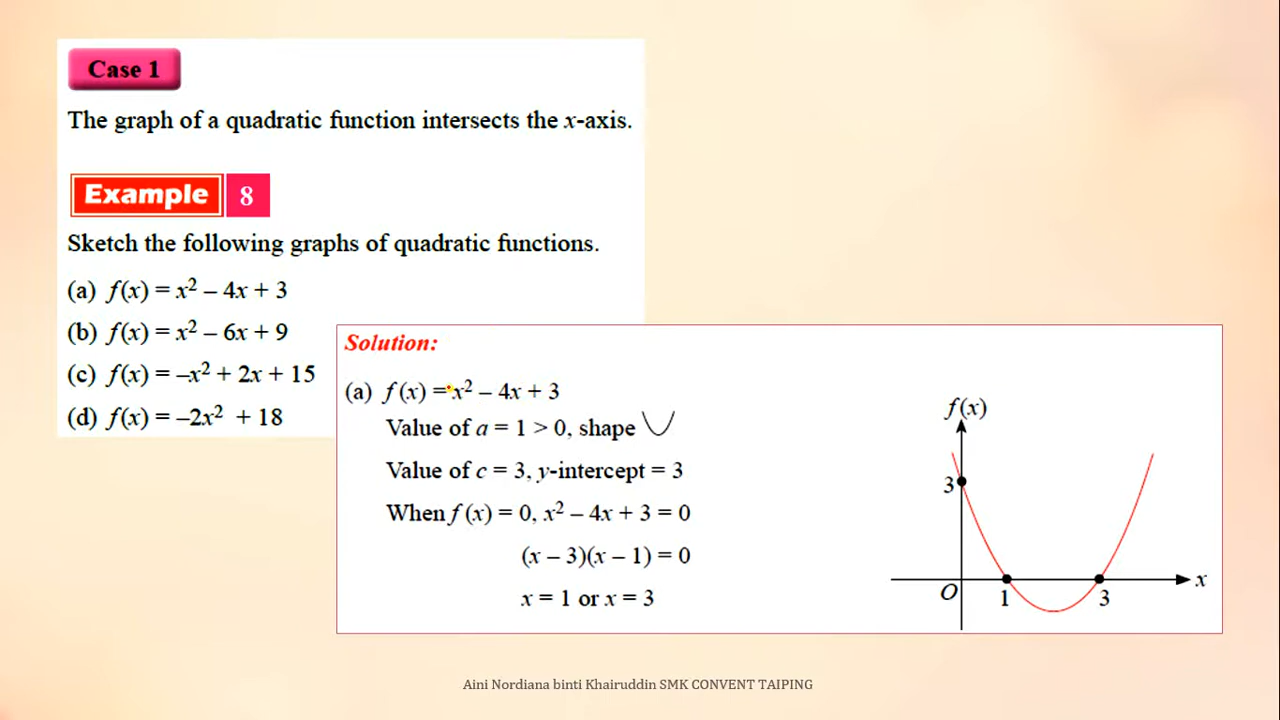 Case 1
The graph of a quadratic function intersects the x-axis.
Example 8
Sketch the following graphs of quadratic functions.
(a) f(x) = x² – 4x + 3
(b) f(x) = x² – 6x + 9
(c) f(x) = –x² + 2x + 15
(d) f(x) = –2x² + 18
Solution:
(a) f(x) = x² – 4x + 3
Value of a = 1 > 0, shape
Value of c = 3, y-intercept = 3
When f(x) = 0, x² – 4x + 3 = 0
(x – 3)(x – 1) = 0
x = 1 or x = 3
f(x)
3
x
O
1
3
Aini Nordiana binti Khairuddin SMK CONVENT TAIPING